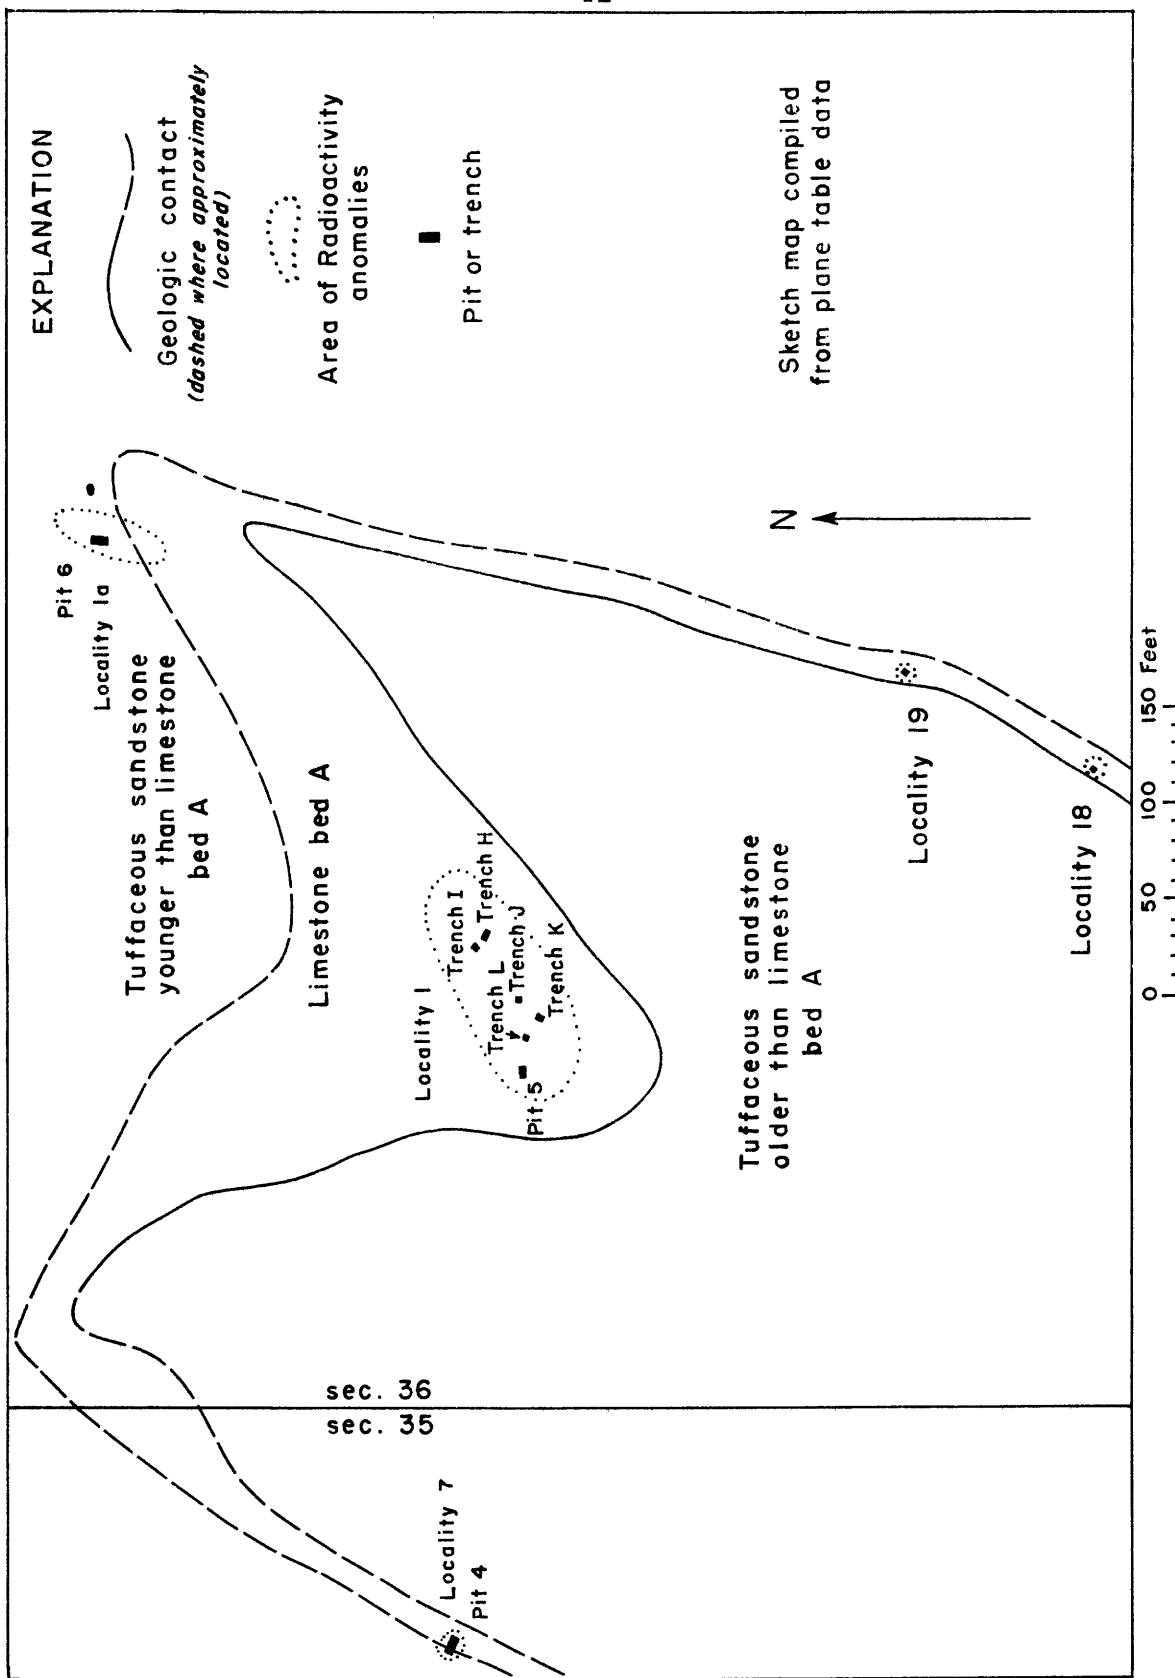 EXPLANATION
Geologic contact
(dashed where approximately
located)
Area of Radioactivity
anomalies
Pit or trench
Sketch map compiled
from plane table data
N
Pit 6
Locality 1a
Tuffaceous sandstone
younger than limestone
bed A
Limestone bed A
Locality 1
Trench I
Trench H
Trench L
Trench J
Trench K
Pit 5
Tuffaceous sandstone
older than limestone
bed A
Locality 19
Locality 18
sec. 36
sec. 35
Locality 7
Pit 4
0 50 100 150 Feet